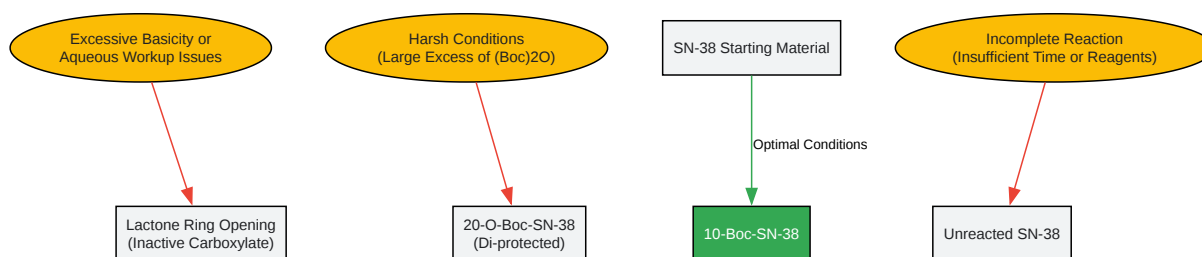 Excessive Basicity or
Aqueous Workup Issues
Harsh Conditions
(Large Excess of (Boc)2O)
SN-38 Starting Material
Incomplete Reaction
(Insufficient Time or Reagents)
Optimal Conditions
Lactone Ring Opening
(Inactive Carboxylate)
20-O-Boc-SN-38
(Di-protected)
10-Boc-SN-38
Unreacted SN-38